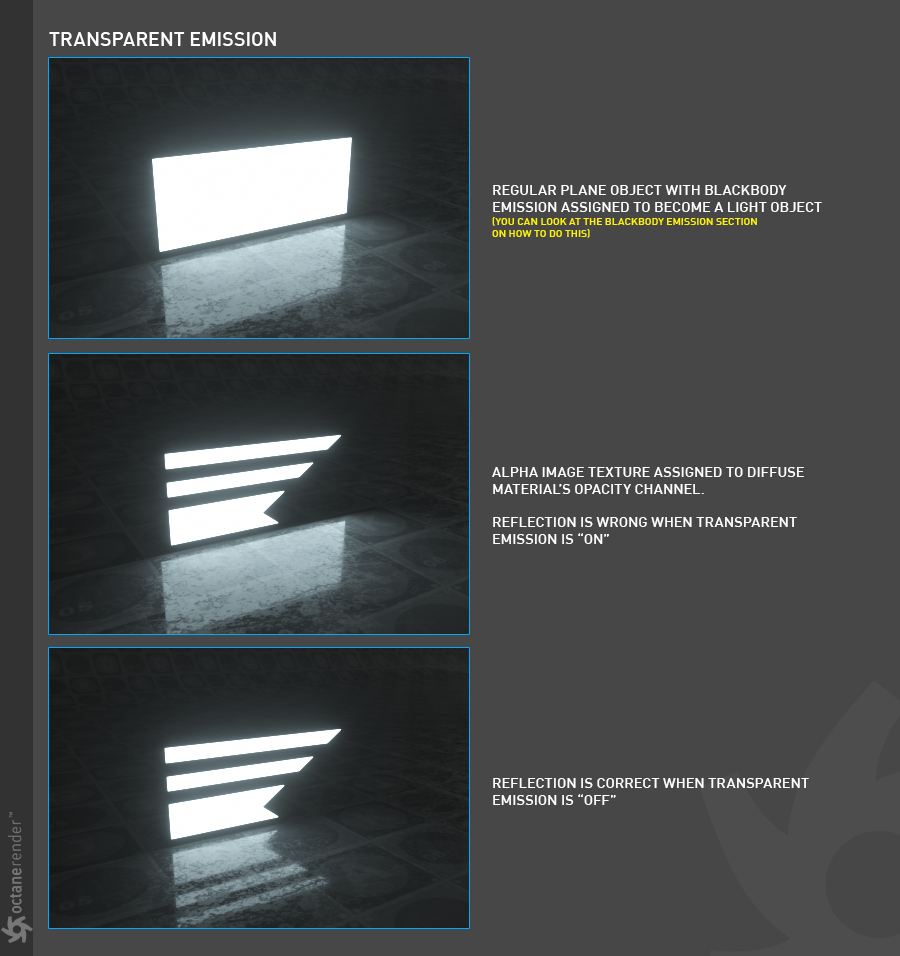 TRANSPARENT EMISSION
REGULAR PLANE OBJECT WITH BLACKBODY
EMISSION ASSIGNED TO BECOME A LIGHT OBJECT
(YOU CAN LOOK AT THE BLACKBODY EMISSION SECTION
ON HOW TO DO THIS)
ALPHA IMAGE TEXTURE ASSIGNED TO DIFFUSE
MATERIAL'S OPACITY CHANNEL.
REFLECTION IS WRONG WHEN TRANSPARENT
EMISSION IS “ON”
REFLECTION IS CORRECT WHEN TRANSPARENT
EMISSION IS “OFF”
octanerender™